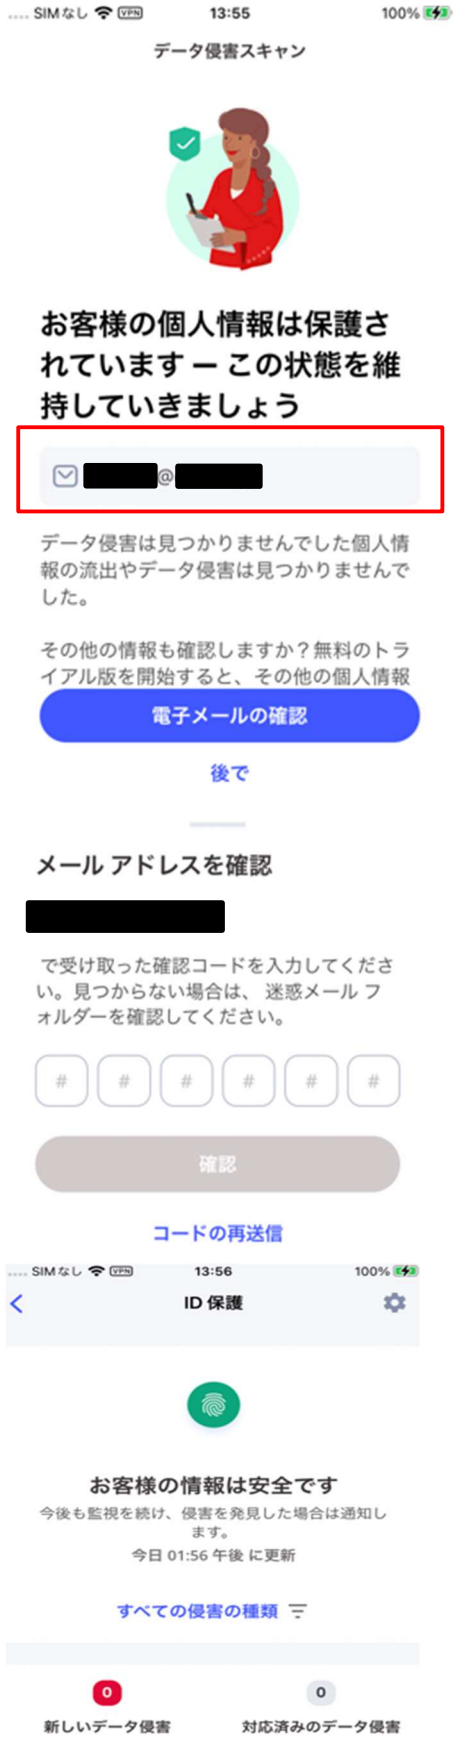 SIMなし VPN 13:55 100%
データ侵害スキャン
お客様の個人情報は保護さ
れています ー この状態を維
持していきましょう
@
データ侵害は見つかりませんでした個人情
報の流出やデータ侵害は見つかりませんで
した。
その他の情報も確認しますか？無料のトラ
イアル版を開始すると、その他の個人情報
電子メールの確認
後で
メール アドレスを確認
で受け取った確認コードを入力してくださ
い。見つからない場合は、 迷惑メール フ
ォルダーを確認してください。
# # # # # #
確認
コードの再送信
SIMなし VPN 13:56 100%
ID 保護
お客様の情報は安全です
今後も監視を続け、侵害を発見した場合は通知し
ます。
今日 01:56 午後 に更新
すべての侵害の種類
0 0
新しいデータ侵害 対応済みのデータ侵害